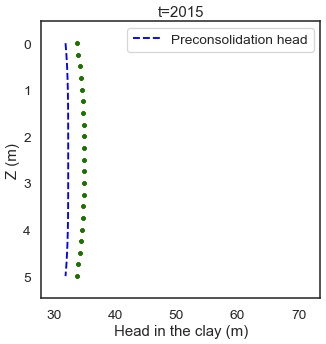 t=2015
Preconsolidation head
Z (m)
0
1
2
3
4
5
30 40 50 60 70
Head in the clay (m)